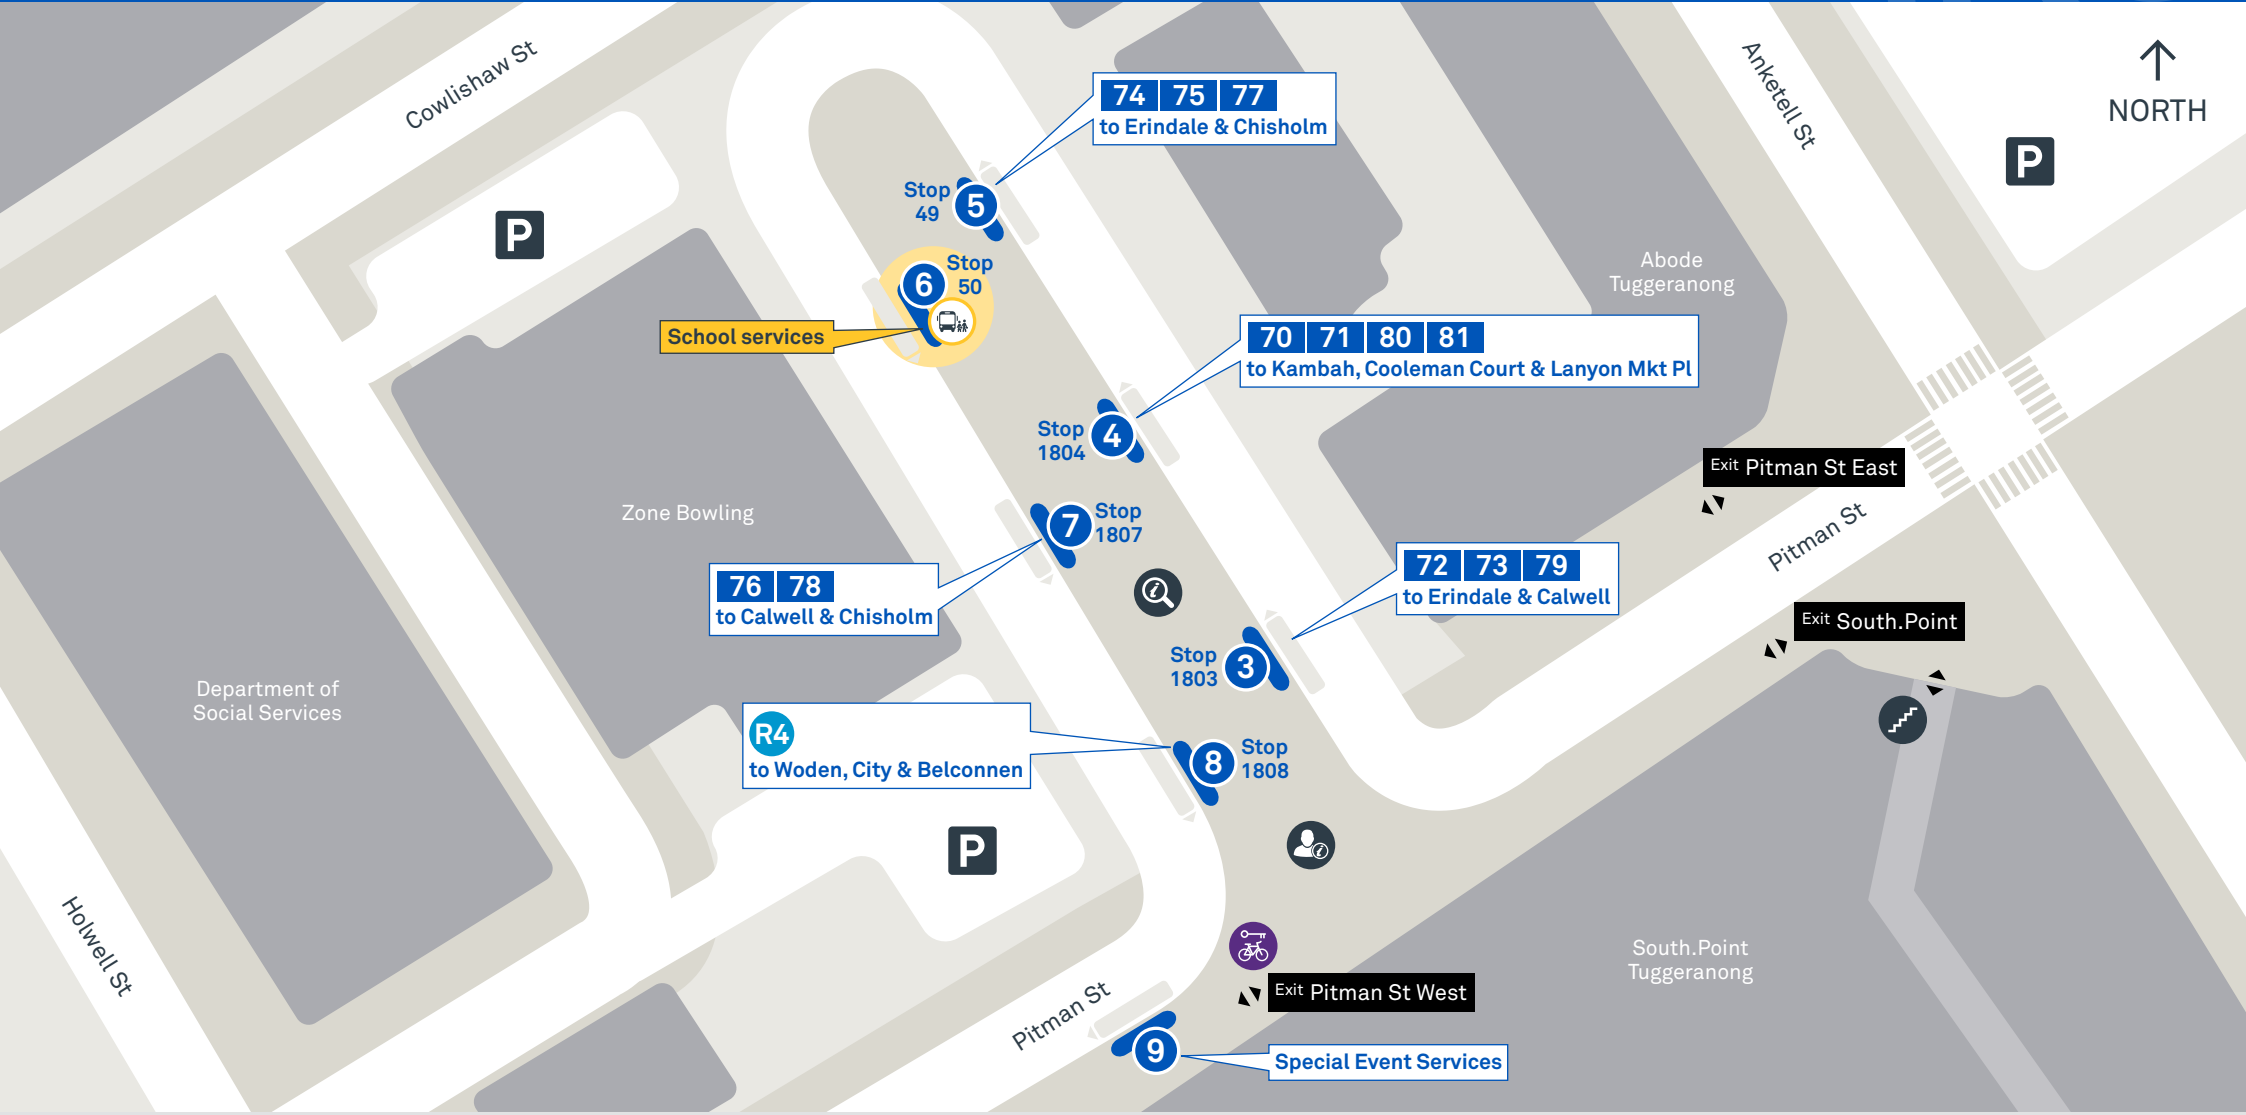 Cowlishaw St
Anketell St
NORTH
P
74 75 77
to Erindale & Chisholm
Stop
49
5
P
Stop
50
6
School services
Abode
Tuggeranong
70 71 80 81
to Kambah, Cooleman Court & Lanyon Mkt Pl
Stop
1804
4
Exit Pitman St East
Zone Bowling
7
Stop
1807
Pitman St
76 78
to Calwell & Chisholm
i
72 73 79
to Erindale & Calwell
Exit South.Point
Stop
1803
3
Department of
Social Services
R4
to Woden, City & Belconnen
8
Stop
1808
P
i
Holwell St
South.Point
Tuggeranong
Exit Pitman St West
Pitman St
9
Special Event Services